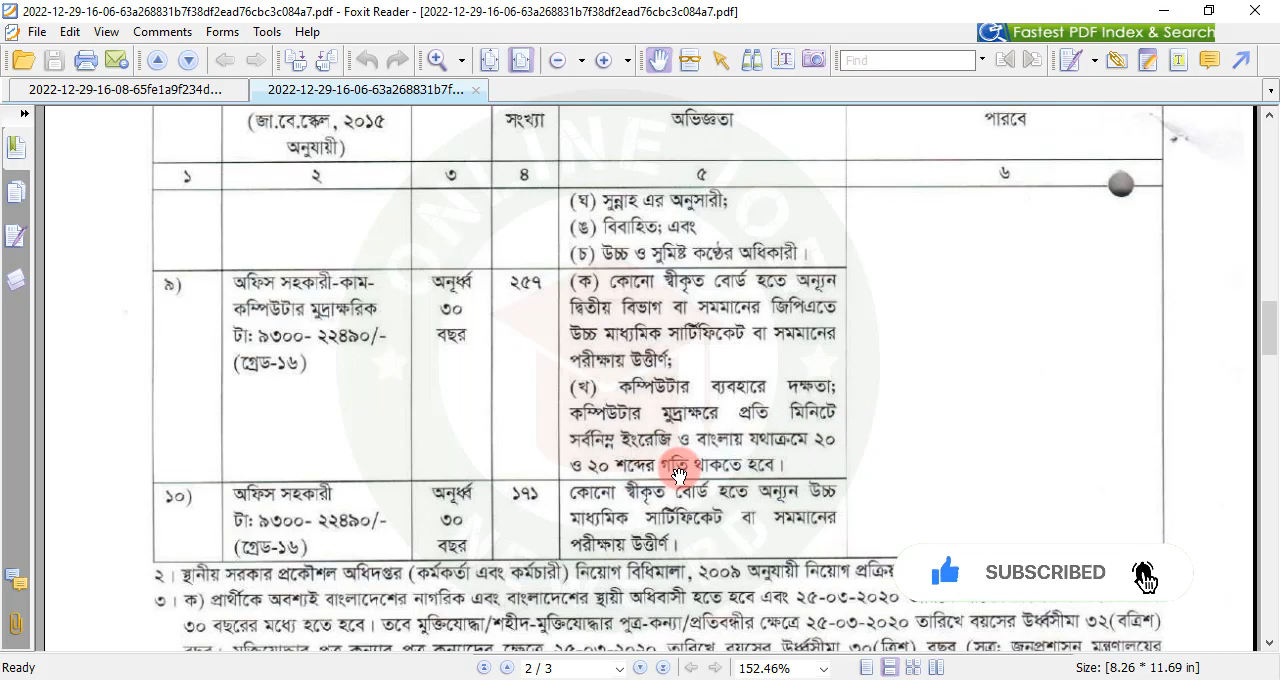 2022-12-29-16-06-63a268831b7f38df2ead76cbc3c084a7.pdf - Foxit Reader - [2022-12-29-16-06-63a268831b7f38df2ead76cbc3c084a7.pdf]
File Edit View Comments Forms Tools Help
Fastest PDF Index & Search
Find
2022-12-29-16-08-65fe1a9f234d... 2022-12-29-16-06-63a268831b7f...
(জা.বে.স্কেল, ২০১৫ সংখ্যা অভিজ্ঞতা পারবে
অনুযায়ী)
১ ২ ৩ ৪ ৫ ৬
(ঘ) সুন্নাহ এর অনুসারী;
(ঙ) বিবাহিত; এবং
(চ) উচ্চ ও সুমিষ্ট কণ্ঠের অধিকারী।
৯) অফিস সহকারী-কাম- অনূর্ধ্ব ২৫৭ (ক) কোনো স্বীকৃত বোর্ড হতে অন্যূন
কম্পিউটার মুদ্রাক্ষরিক ৩০ দ্বিতীয় বিভাগ বা সমমানের জিপিএতে
টা: ৯৩০০- ২২৪৯০/- বছর উচ্চ মাধ্যমিক সার্টিফিকেট বা সমমানের
(গ্রেড-১৬) পরীক্ষায় উত্তীর্ণ;
(খ) কম্পিউটার ব্যবহারে দক্ষতা;
কম্পিউটার মুদ্রাক্ষরে প্রতি মিনিটে
সর্বনিম্ন ইংরেজি ও বাংলায় যথাক্রমে ২০
ও ২০ শব্দের গতি থাকতে হবে।
১০) অফিস সহকারী অনূর্ধ্ব ১৭১ কোনো স্বীকৃত বোর্ড হতে অন্যূন উচ্চ
টা: ৯৩০০- ২২৪৯০/- ৩০ মাধ্যমিক সার্টিফিকেট বা সমমানের
(গ্রেড-১৬) বছর পরীক্ষায় উত্তীর্ণ।
২। স্থানীয় সরকার প্রকৌশল অধিদপ্তর (কর্মকর্তা এবং কর্মচারী) নিয়োগ বিধিমালা, ২০০৯ অনুযায়ী নিয়োগ
SUBSCRIBED
৩। ক) প্রার্থীকে অবশ্যই বাংলাদেশের নাগরিক এবং বাংলাদেশের স্থায়ী অধিবাসী হতে হবে এবং ২৫-০৩-২০২০
৩০ বছরের মধ্যে হতে হবে। তবে মুক্তিযোদ্ধা/শহীদ-মুক্তিযোদ্ধার পুত্র-কন্যা/প্রতিবন্ধীর ক্ষেত্রে ২৫-০৩-২০২০ তারিখে বয়সের উর্ধ্বসীমা ৩২(বত্রিশ)
Ready 2 / 3 152.46% Size: [8.26 * 11.69 in]